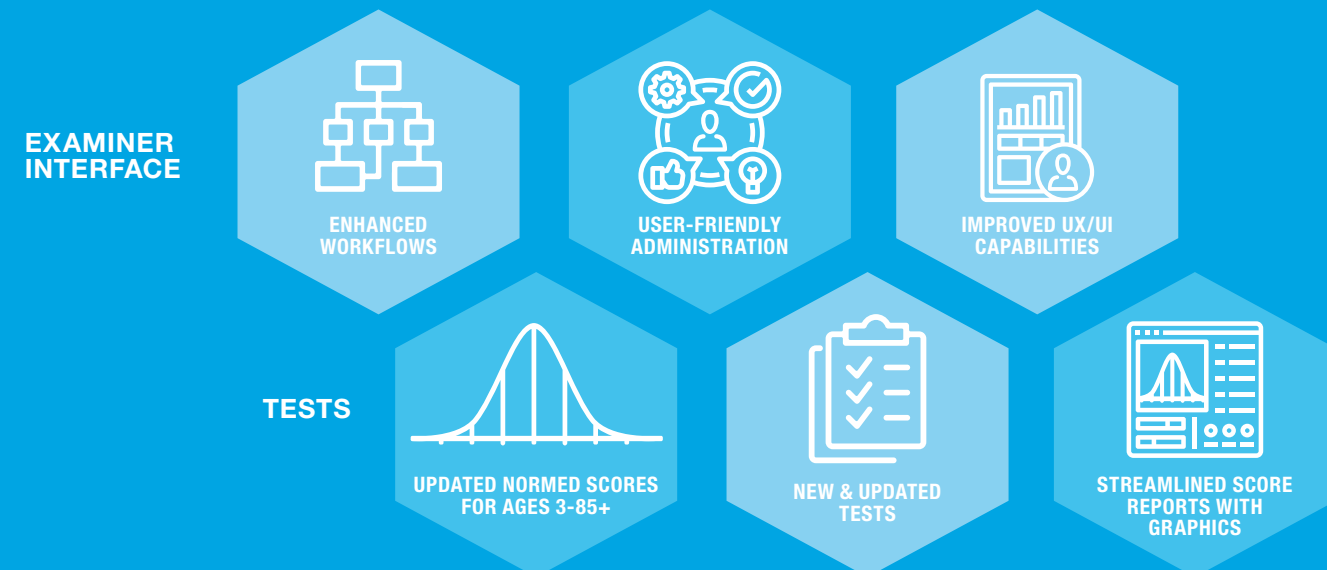 EXAMINER
INTERFACE
ENHANCED
WORKFLOWS
USER-FRIENDLY
ADMINISTRATION
IMPROVED UX/UI
CAPABILITIES
TESTS
UPDATED NORMED SCORES
FOR AGES 3-85+
NEW & UPDATED
TESTS
STREAMLINED SCORE
REPORTS WITH
GRAPHICS